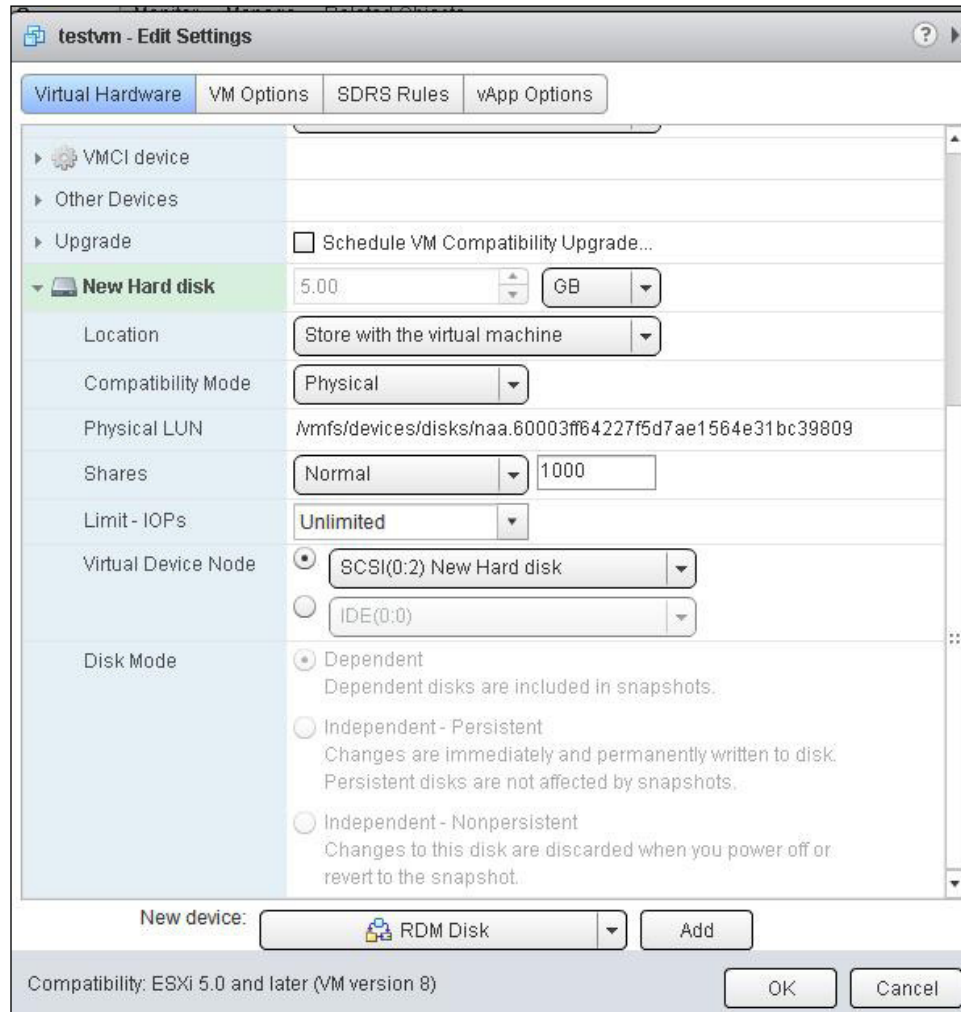 Monitor Manage Related Objects
testvm - Edit Settings ?
Virtual Hardware VM Options SDRS Rules vApp Options
VMCI device
Other Devices
Upgrade Schedule VM Compatibility Upgrade...
New Hard disk 5.00 GB
Location Store with the virtual machine
Compatibility Mode Physical
Physical LUN /vmfs/devices/disks/naa.60003ff64227f5d7ae1564e31bc39809
Shares Normal 1000
Limit - IOPs Unlimited
Virtual Device Node SCSI(0:2) New Hard disk
IDE(0:0)
Disk Mode Dependent
Dependent disks are included in snapshots.
Independent - Persistent
Changes are immediately and permanently written to disk.
Persistent disks are not affected by snapshots.
Independent - Nonpersistent
Changes to this disk are discarded when you power off or
revert to the snapshot.
New device: RDM Disk Add
Compatibility: ESXi 5.0 and later (VM version 8) OK Cancel